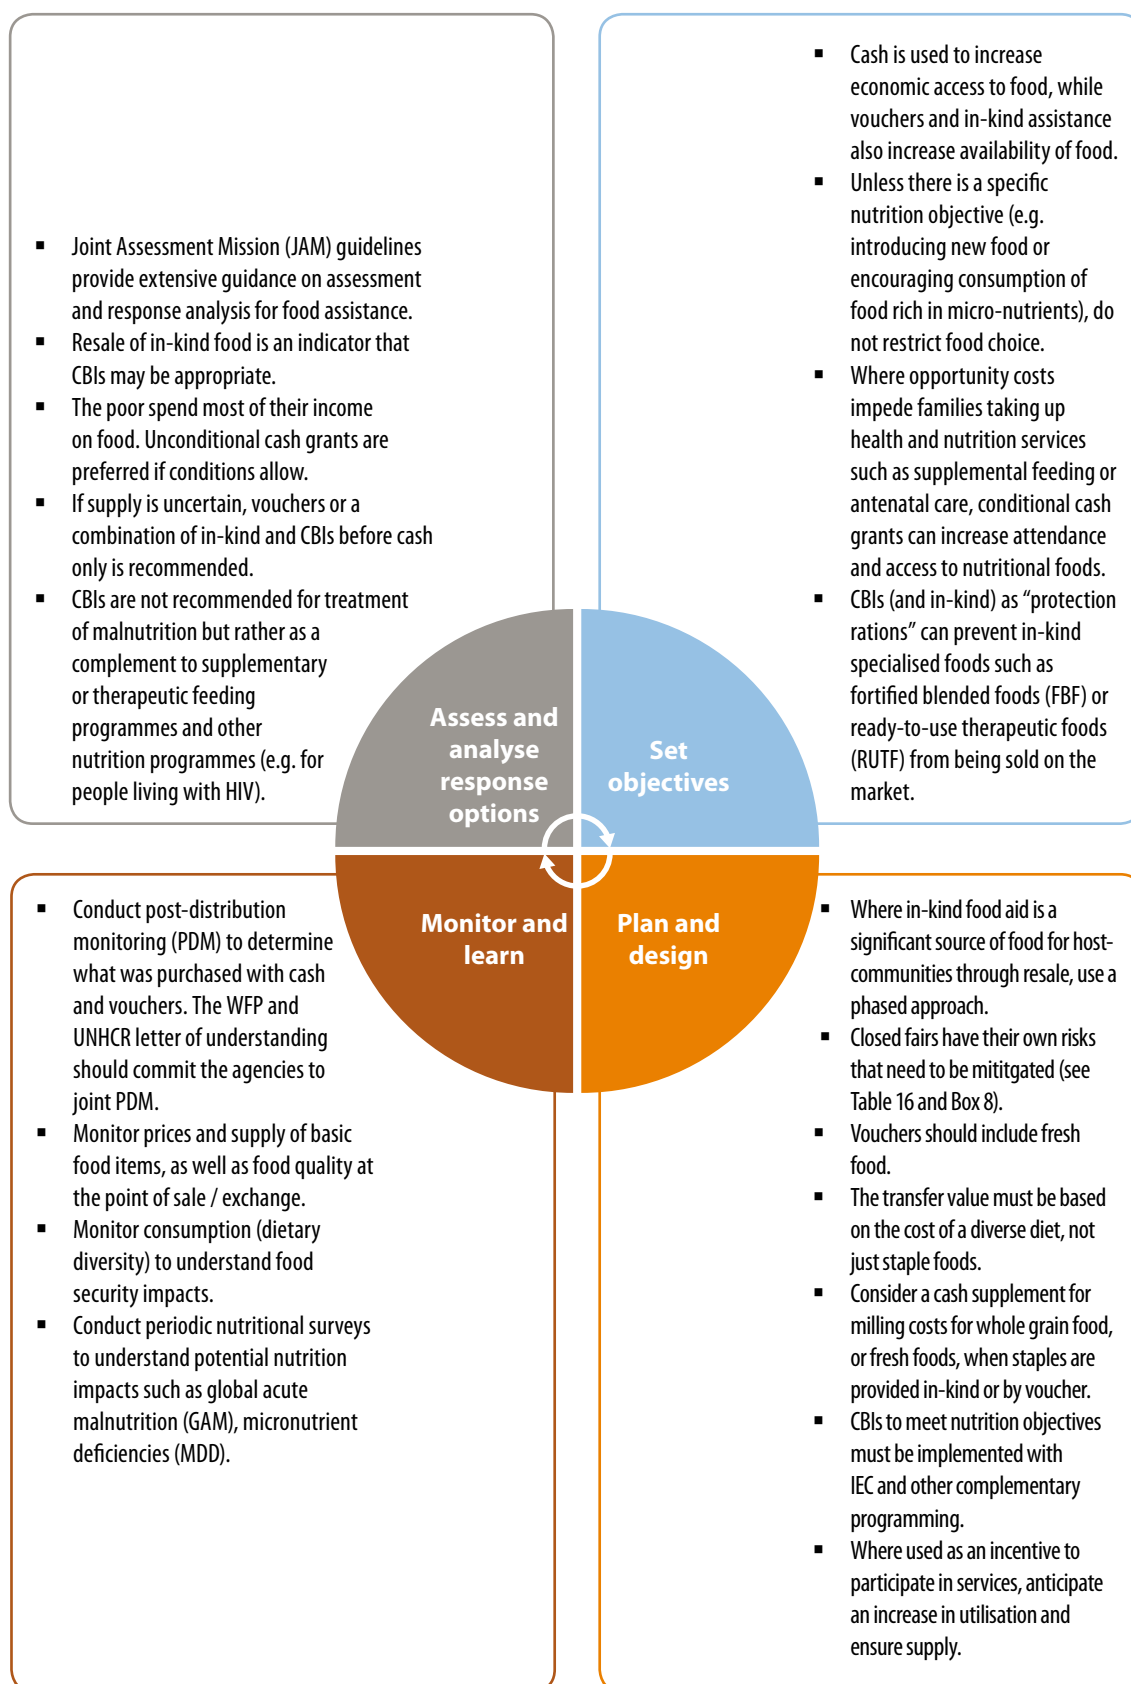 ▪ Joint Assessment Mission (JAM) guidelines
provide extensive guidance on assessment
and response analysis for food assistance.
▪ Resale of in-kind food is an indicator that
CBIs may be appropriate.
▪ The poor spend most of their income
on food. Unconditional cash grants are
preferred if conditions allow.
▪ If supply is uncertain, vouchers or a
combination of in-kind and CBIs before cash
only is recommended.
▪ CBIs are not recommended for treatment
of malnutrition but rather as a
complement to supplementary
or therapeutic feeding
programmes and other
nutrition programmes (e.g. for
people living with HIV).
Assess and
analyse
response
options
▪ Cash is used to increase
economic access to food, while
vouchers and in-kind assistance
also increase availability of food.
▪ Unless there is a specific
nutrition objective (e.g.
introducing new food or
encouraging consumption of
food rich in micro-nutrients), do
not restrict food choice.
▪ Where opportunity costs
impede families taking up
health and nutrition services
such as supplemental feeding or
antenatal care, conditional cash
grants can increase attendance
and access to nutritional foods.
▪ CBIs (and in-kind) as “protection
rations” can prevent in-kind
specialised foods such as
fortified blended foods (FBF) or
ready-to-use therapeutic foods
(RUTF) from being sold on the
market.
Set
objectives
▪ Conduct post-distribution
monitoring (PDM) to determine
what was purchased with cash
and vouchers. The WFP and
UNHCR letter of understanding
should commit the agencies to
joint PDM.
▪ Monitor prices and supply of basic
food items, as well as food quality at
the point of sale / exchange.
▪ Monitor consumption (dietary
diversity) to understand food
security impacts.
▪ Conduct periodic nutritional surveys
to understand potential nutrition
impacts such as global acute
malnutrition (GAM), micronutrient
deficiencies (MDD).
Monitor and
learn
Plan and
design
▪ Where in-kind food aid is a
significant source of food for host-
communities through resale, use a
phased approach.
▪ Closed fairs have their own risks
that need to be mititgated (see
Table 16 and Box 8).
▪ Vouchers should include fresh
food.
▪ The transfer value must be based
on the cost of a diverse diet, not
just staple foods.
▪ Consider a cash supplement for
milling costs for whole grain food,
or fresh foods, when staples are
provided in-kind or by voucher.
▪ CBIs to meet nutrition objectives
must be implemented with
IEC and other complementary
programming.
▪ Where used as an incentive to
participate in services, anticipate
an increase in utilisation and
ensure supply.